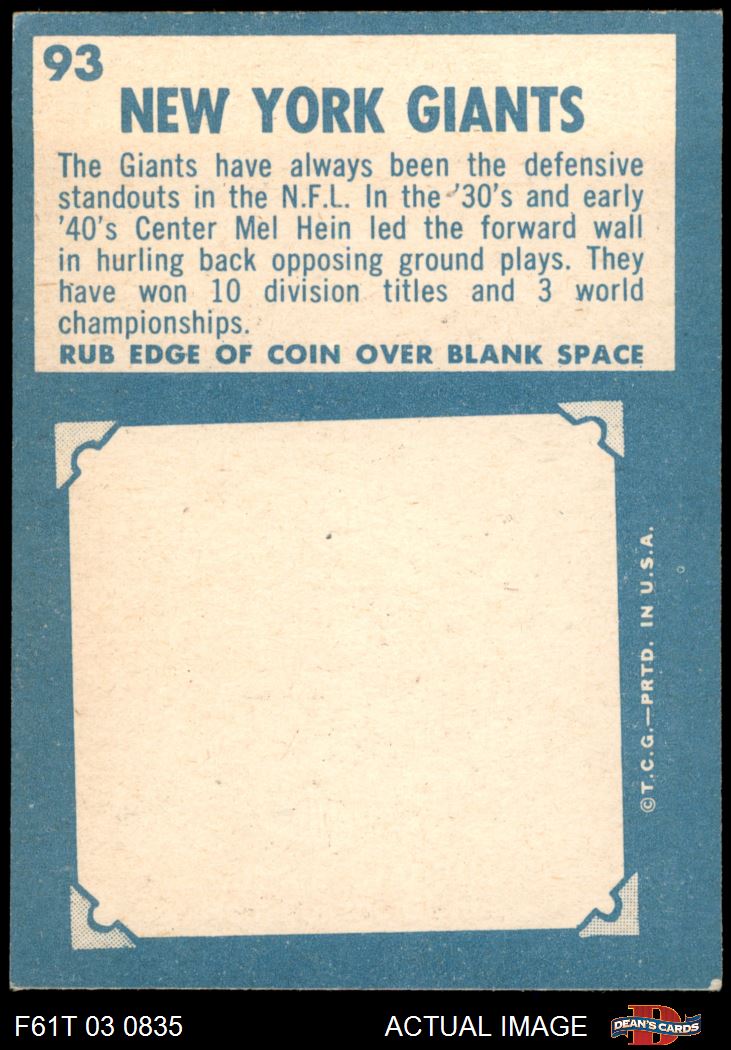 93
NEW YORK GIANTS
The Giants have always been the defensive
standouts in the N.F.L. In the '30's and early
'40's Center Mel Hein led the forward wall
in hurling back opposing ground plays. They
have won 10 division titles and 3 world
championships.
RUB EDGE OF COIN OVER BLANK SPACE
©T.C.G.—PRTD. IN U.S.A.
F61T 03 0835
ACTUAL IMAGE
D
DEAN'S CARDS